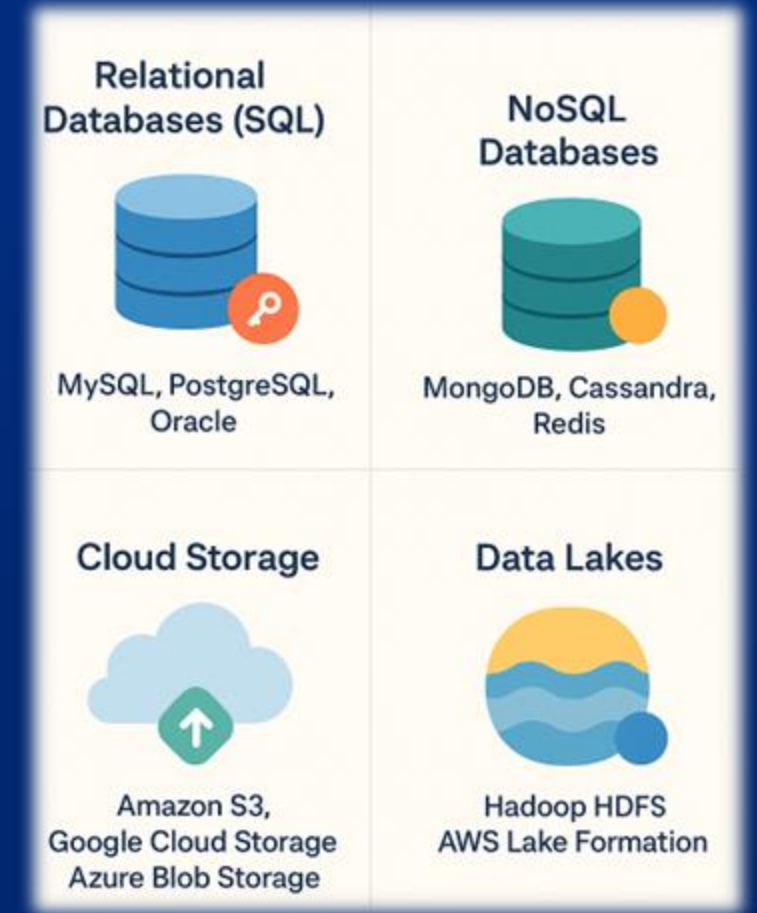 Relational
Databases (SQL)
MySQL, PostgreSQL,
Oracle
NoSQL
Databases
MongoDB, Cassandra,
Redis
Cloud Storage
Amazon S3,
Google Cloud Storage
Azure Blob Storage
Data Lakes
Hadoop HDFS
AWS Lake Formation